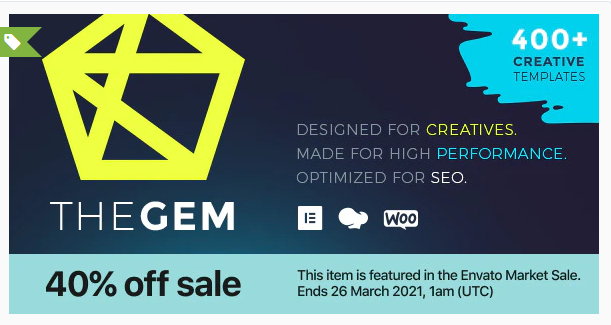 400+
CREATIVE
TEMPLATES
DESIGNED FOR CREATIVES.
MADE FOR HIGH PERFORMANCE.
OPTIMIZED FOR SEO.
THEGEM
WOO
40% off sale
This item is featured in the Envato Market Sale.
Ends 26 March 2021, 1am (UTC)